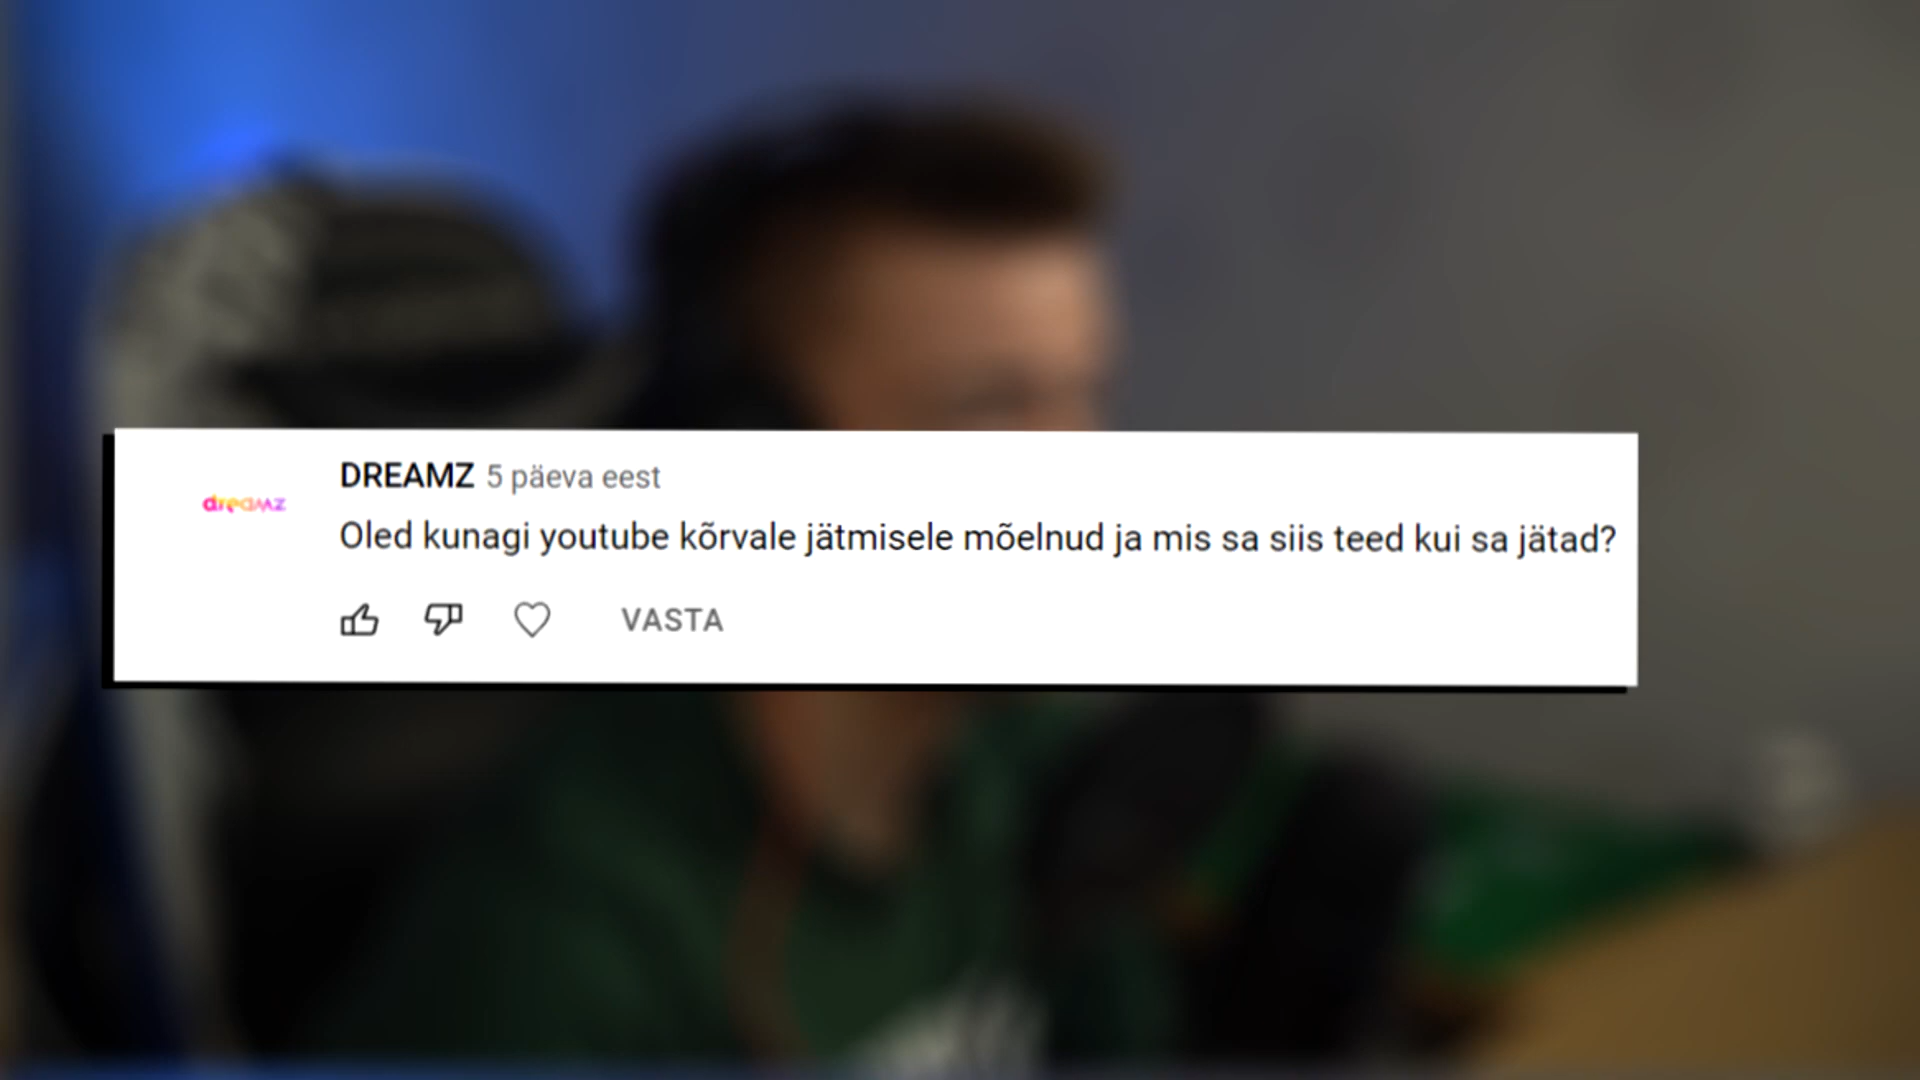 DREAMZ 5 päeva eest
dreamz
Oled kunagi youtube kõrvale jätmisele mõelnud ja mis sa siis teed kui sa jätad?
VASTA